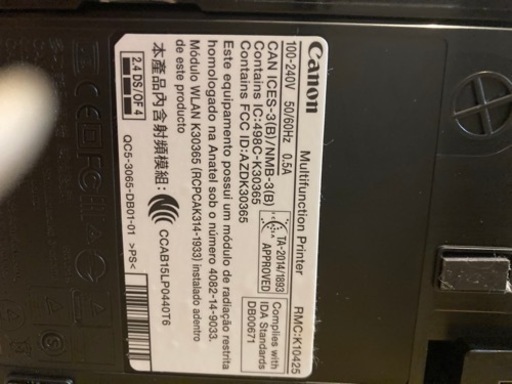 Canon Multifunction Printer RMC:K10425
100-240V 50/60Hz 0.5A
CAN ICES-3(B)/NMB-3(B)
Contains IC:498C-K30365
Contains FCC ID:AZDK30365
TA-2014/1893
APPROVED
Complies with
IDA Standards
DB00671
Este equipamento possui um módulo de radiação restrita
homologado na Anatel sob o número 4082-14-9033.
Módulo WLAN K30365 (RCPCAK314-1933) instalado adentro
de este producto
本產品內含射頻模組: CCAB15LP0440T6
2.4 DS/OF 4
QC5-3065-DB01-01 >PS<